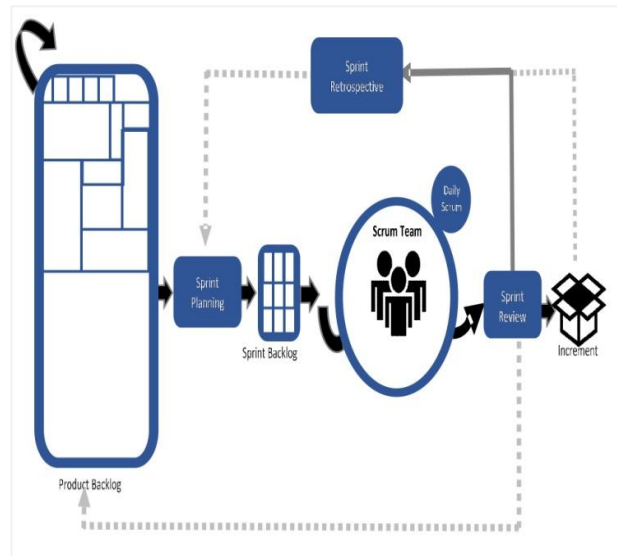 Sprint
Retrospective
Daily
Scrum
Scrum Team
Sprint
Planning
Sprint
Review
Sprint Backlog
Increment
Product Backlog